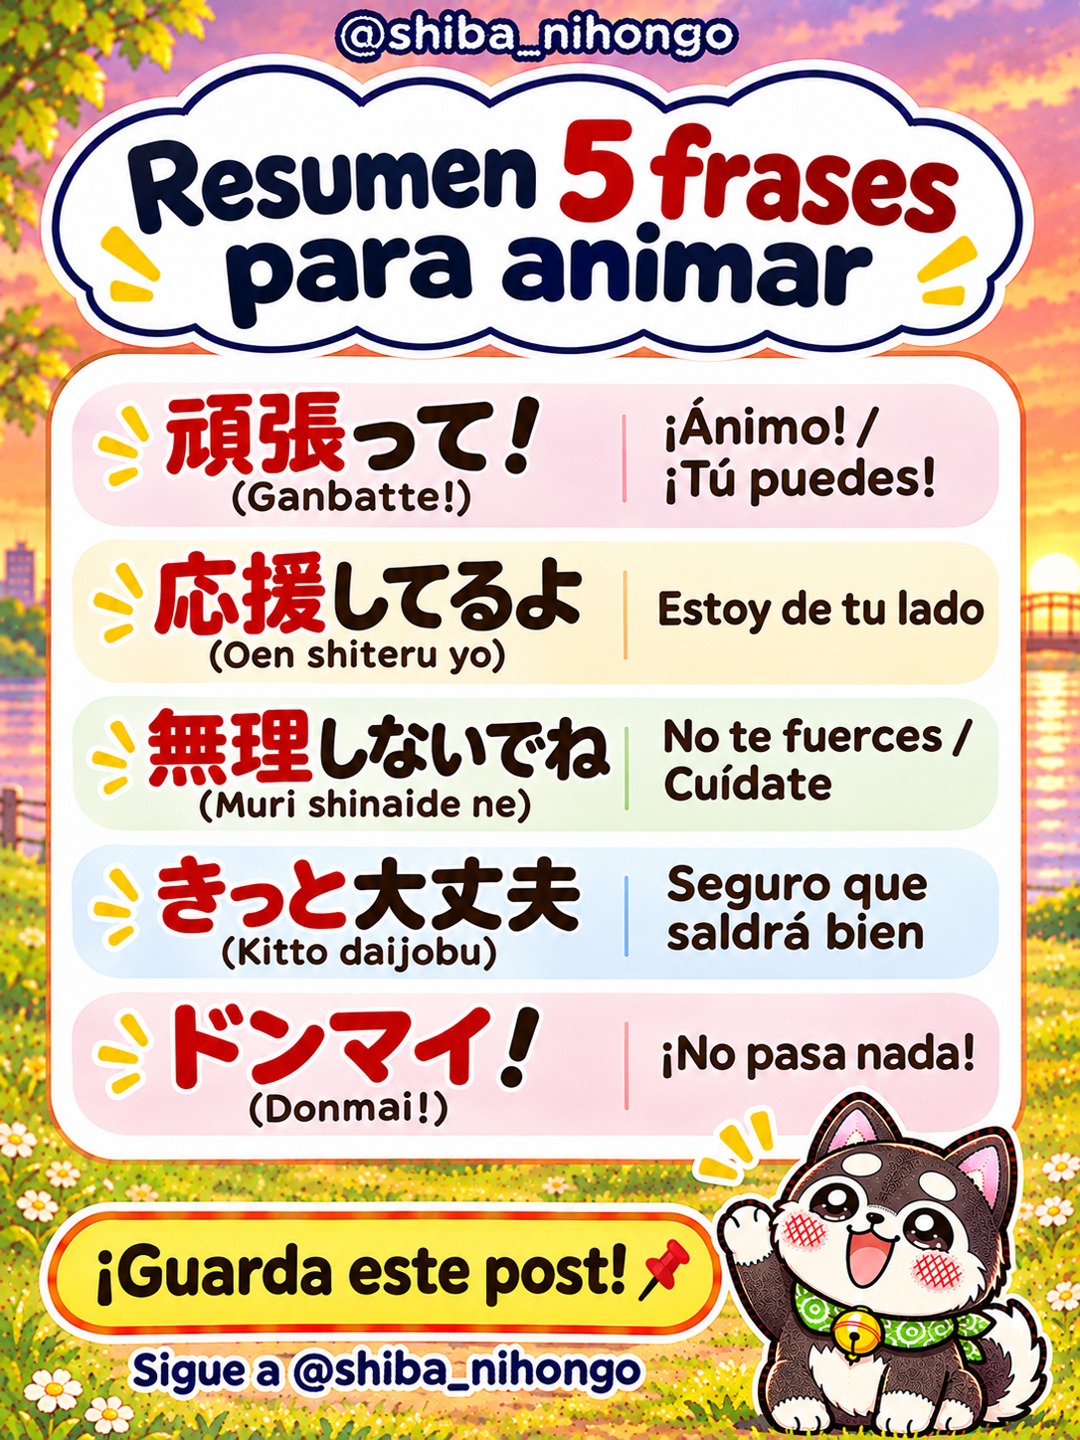 @shiba_nihongo
Resumen 5 frases
para animar
頑張って!
(Ganbatte!)
¡Ánimo! /
¡Tú puedes!
応援してるよ
(Oen shiteru yo)
Estoy de tu lado
無理しないでね
(Muri shinaide ne)
No te fuerces /
Cuídate
きっと大丈夫
(Kitto daijobu)
Seguro que
saldrá bien
ドンマイ!
(Donmai!)
¡No pasa nada!
¡Guarda este post!
Sigue a @shiba_nihongo